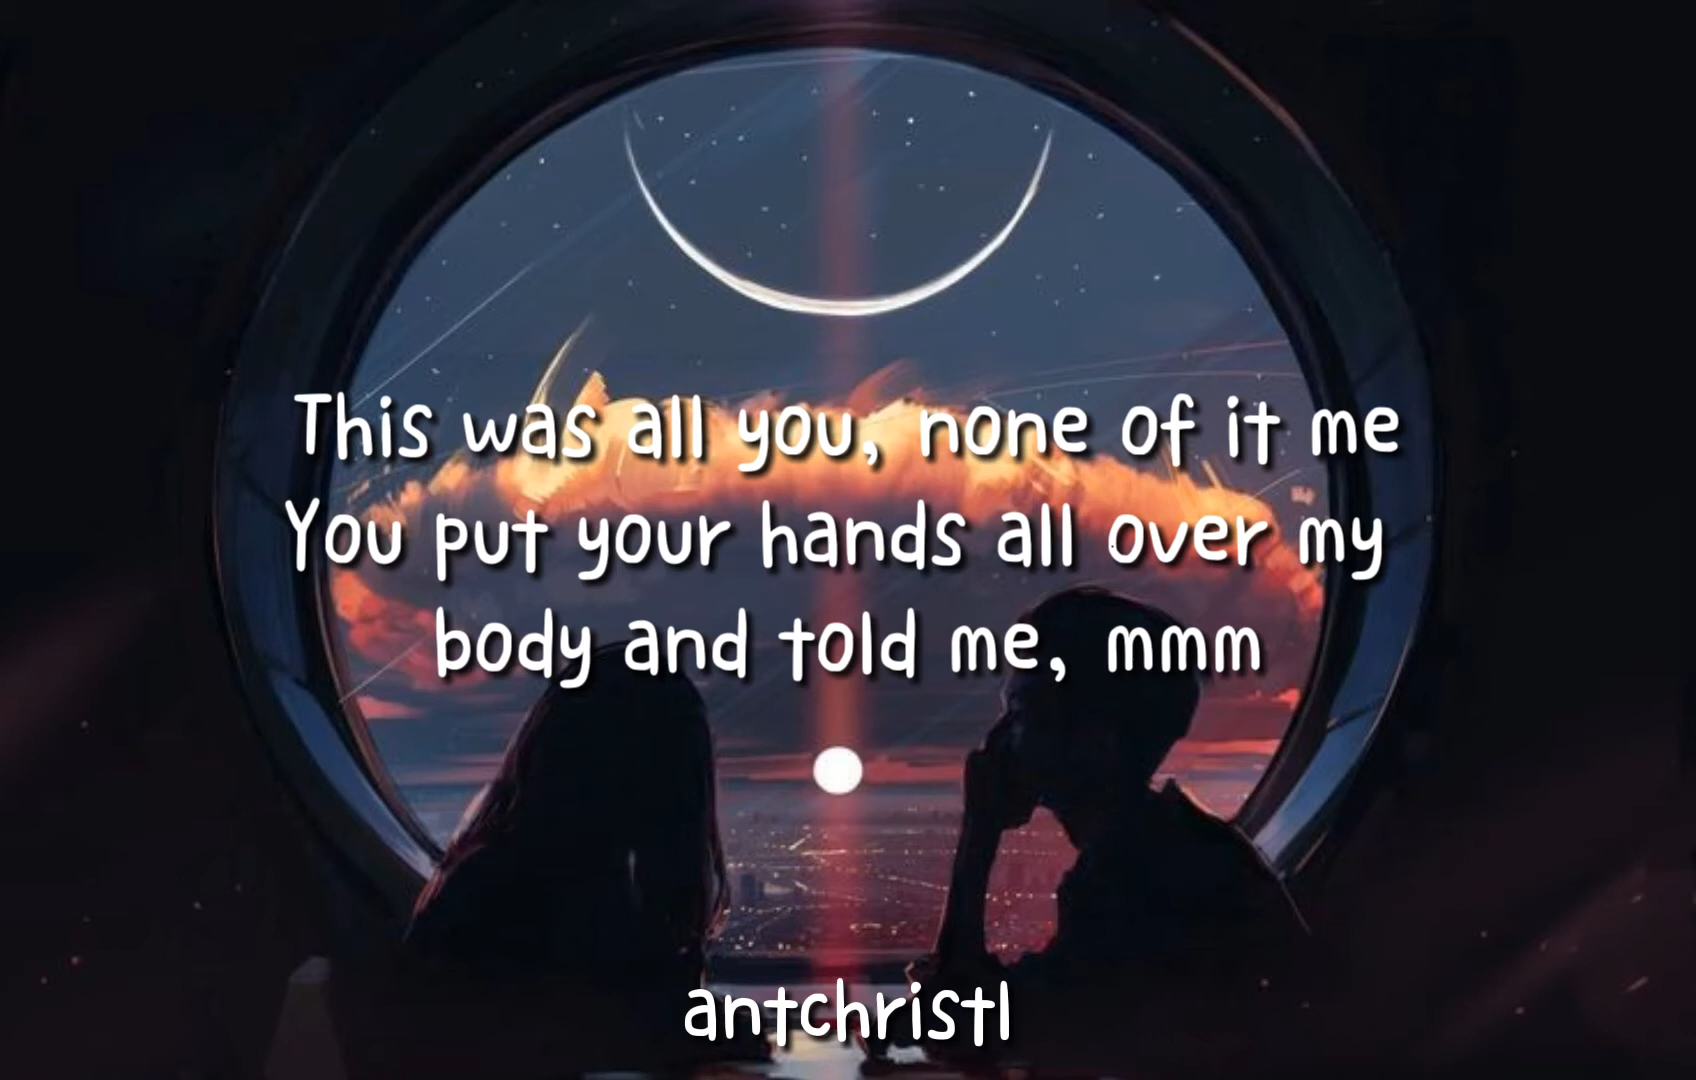 This was all you, none of it me
You put your hands all over my
body and told me, mmm
antchristl